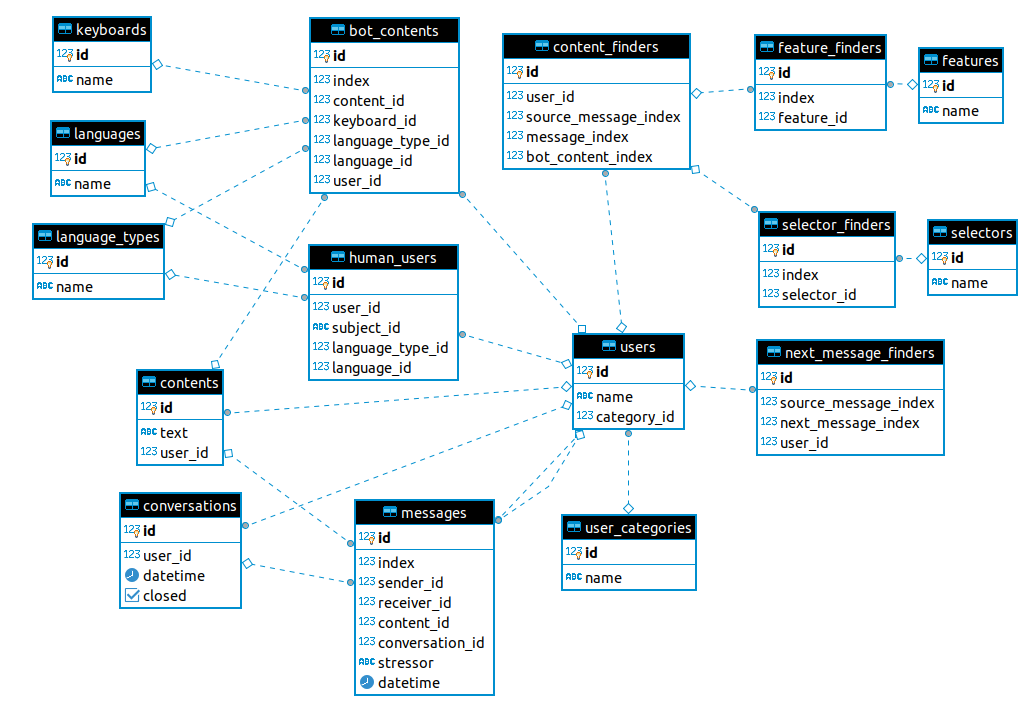 keyboards
123 id
ABC name
languages
123 id
ABC name
language_types
123 id
ABC name
bot_contents
123 id
123 index
123 content_id
123 keyboard_id
123 language_type_id
123 language_id
123 user_id
human_users
123 id
123 user_id
ABC subject_id
123 language_type_id
123 language_id
content_finders
123 id
123 user_id
123 source_message_index
123 message_index
123 bot_content_index
feature_finders
123 id
123 index
123 feature_id
features
123 id
ABC name
selector_finders
123 id
123 index
123 selector_id
selectors
123 id
ABC name
users
123 id
ABC name
123 category_id
next_message_finders
123 id
123 source_message_index
123 next_message_index
123 user_id
contents
123 id
ABC text
123 user_id
conversations
123 id
123 user_id
datetime
closed
messages
123 id
123 index
123 sender_id
123 receiver_id
123 content_id
123 conversation_id
ABC stressor
datetime
user_categories
123 id
ABC name